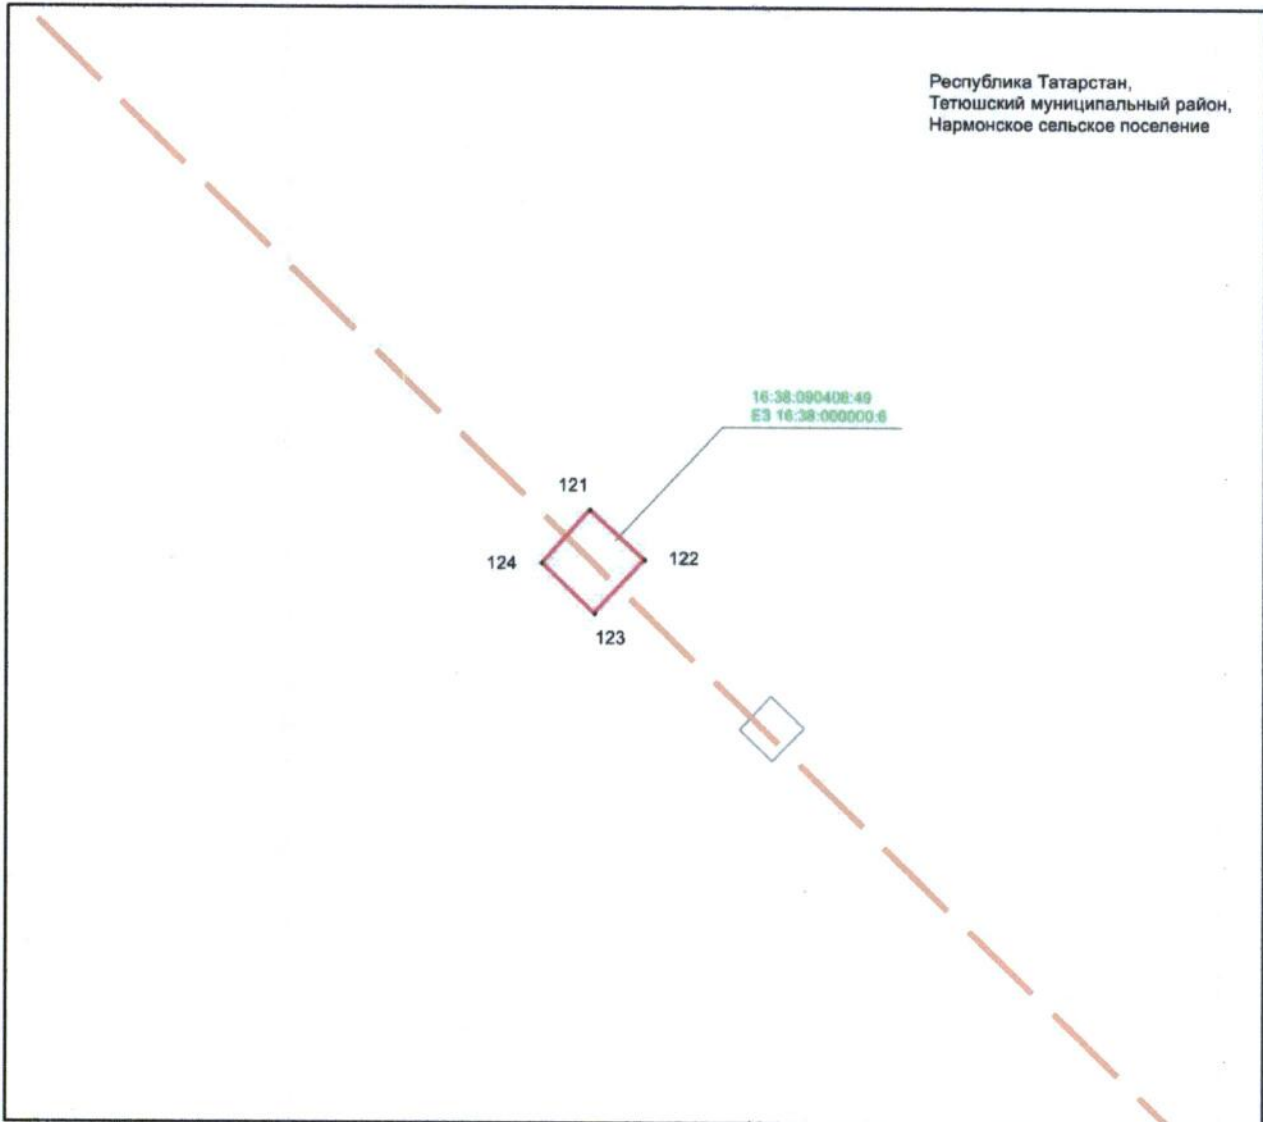 Республика Татарстан,
Тетюшский муниципальный район,
Нармонское сельское поселение
16:38:090408:49
ЕЗ 16:38:000000:6
121
124
122
123